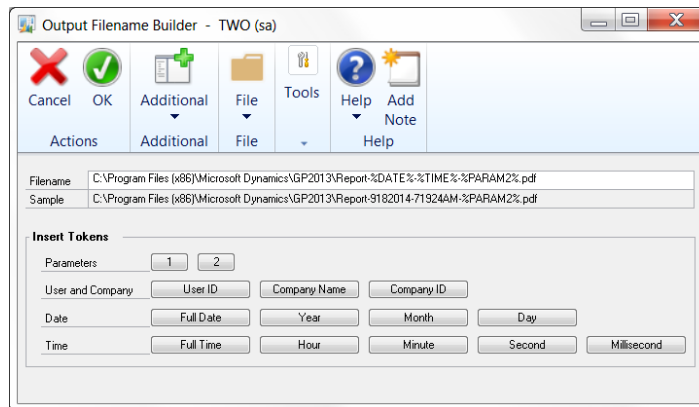 Output Filename Builder - TWO (sa)
Cancel OK Additional File Tools Help Add Note
Actions Additional File Help
Filename C:\Program Files (x86)\Microsoft Dynamics\GP2013\Report-%DATE%-%TIME%-%PARAM2%.pdf
Sample C:\Program Files (x86)\Microsoft Dynamics\GP2013\Report-9182014-71924AM-%PARAM2%.pdf
Insert Tokens
Parameters 1 2
User and Company User ID Company Name Company ID
Date Full Date Year Month Day
Time Full Time Hour Minute Second Millisecond